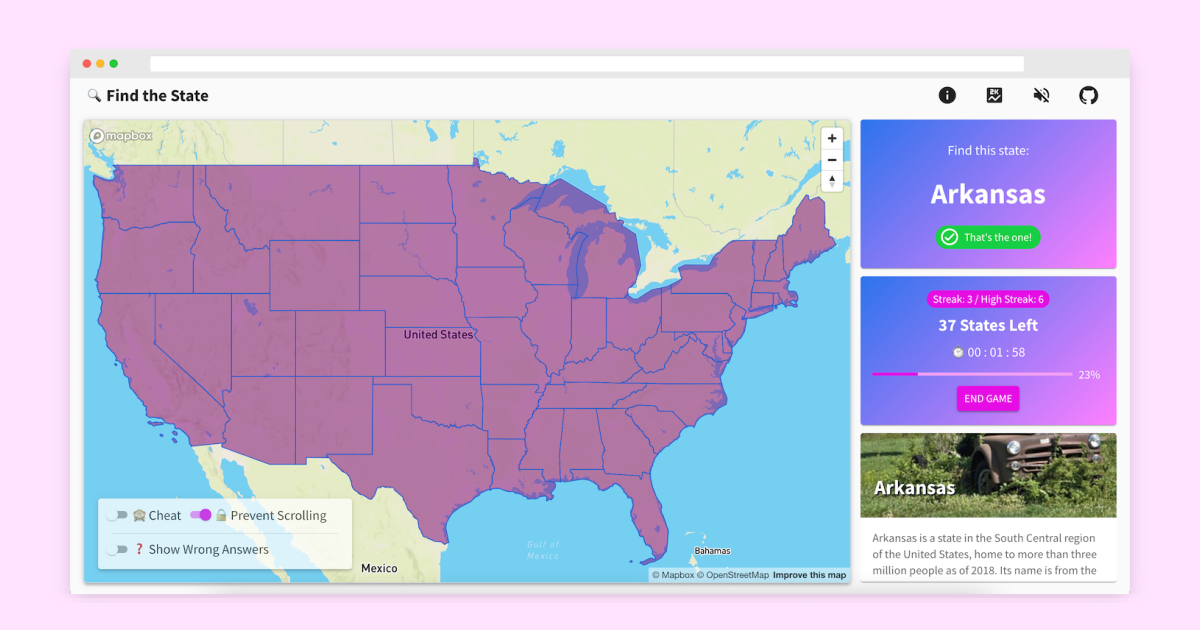 Find the State
2K
mapbox
United States
Cheat
Prevent Scrolling
? Show Wrong Answers
Gulf of
Mexico
Mexico
Bahamas
© Mapbox © OpenStreetMap Improve this map
Find this state:
Arkansas
That's the one!
Streak: 3 / High Streak: 6
37 States Left
00 : 01 : 58
23%
END GAME
Arkansas
Arkansas is a state in the South Central region
of the United States, home to more than three
million people as of 2018. Its name is from the